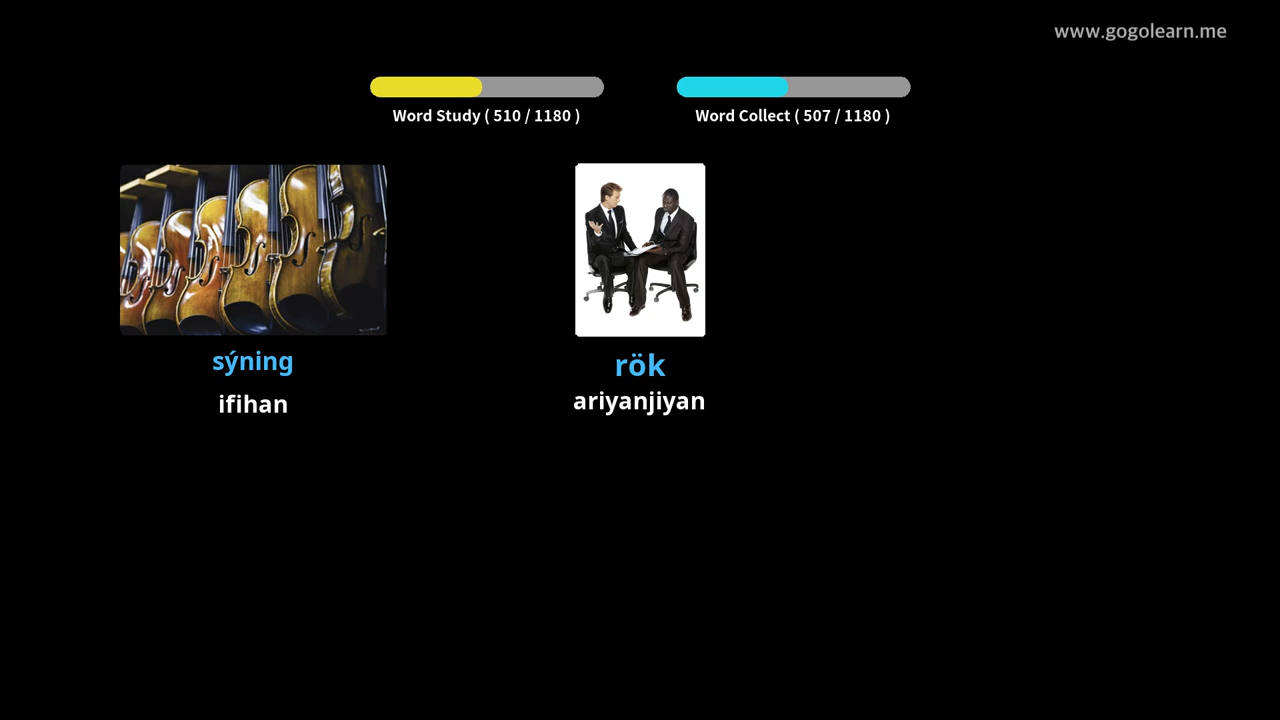 www.gogolearn.me
Word Study ( 510 / 1180 )
Word Collect ( 507 / 1180 )
sýning
ifihan
rök
ariyanjiyan